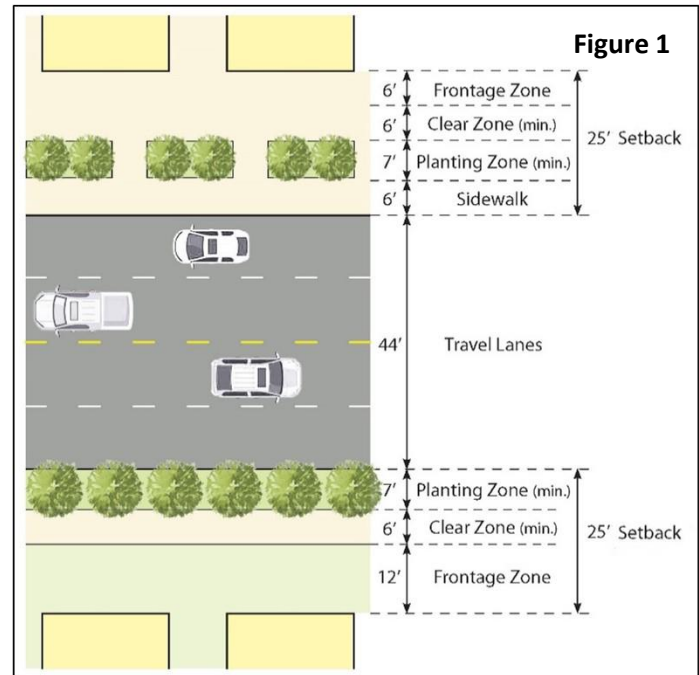 Figure 1
6' Frontage Zone
6' Clear Zone (min.)
25' Setback
7' Planting Zone (min.)
6' Sidewalk
44' Travel Lanes
7' Planting Zone (min.)
6' Clear Zone (min.)
25' Setback
12' Frontage Zone